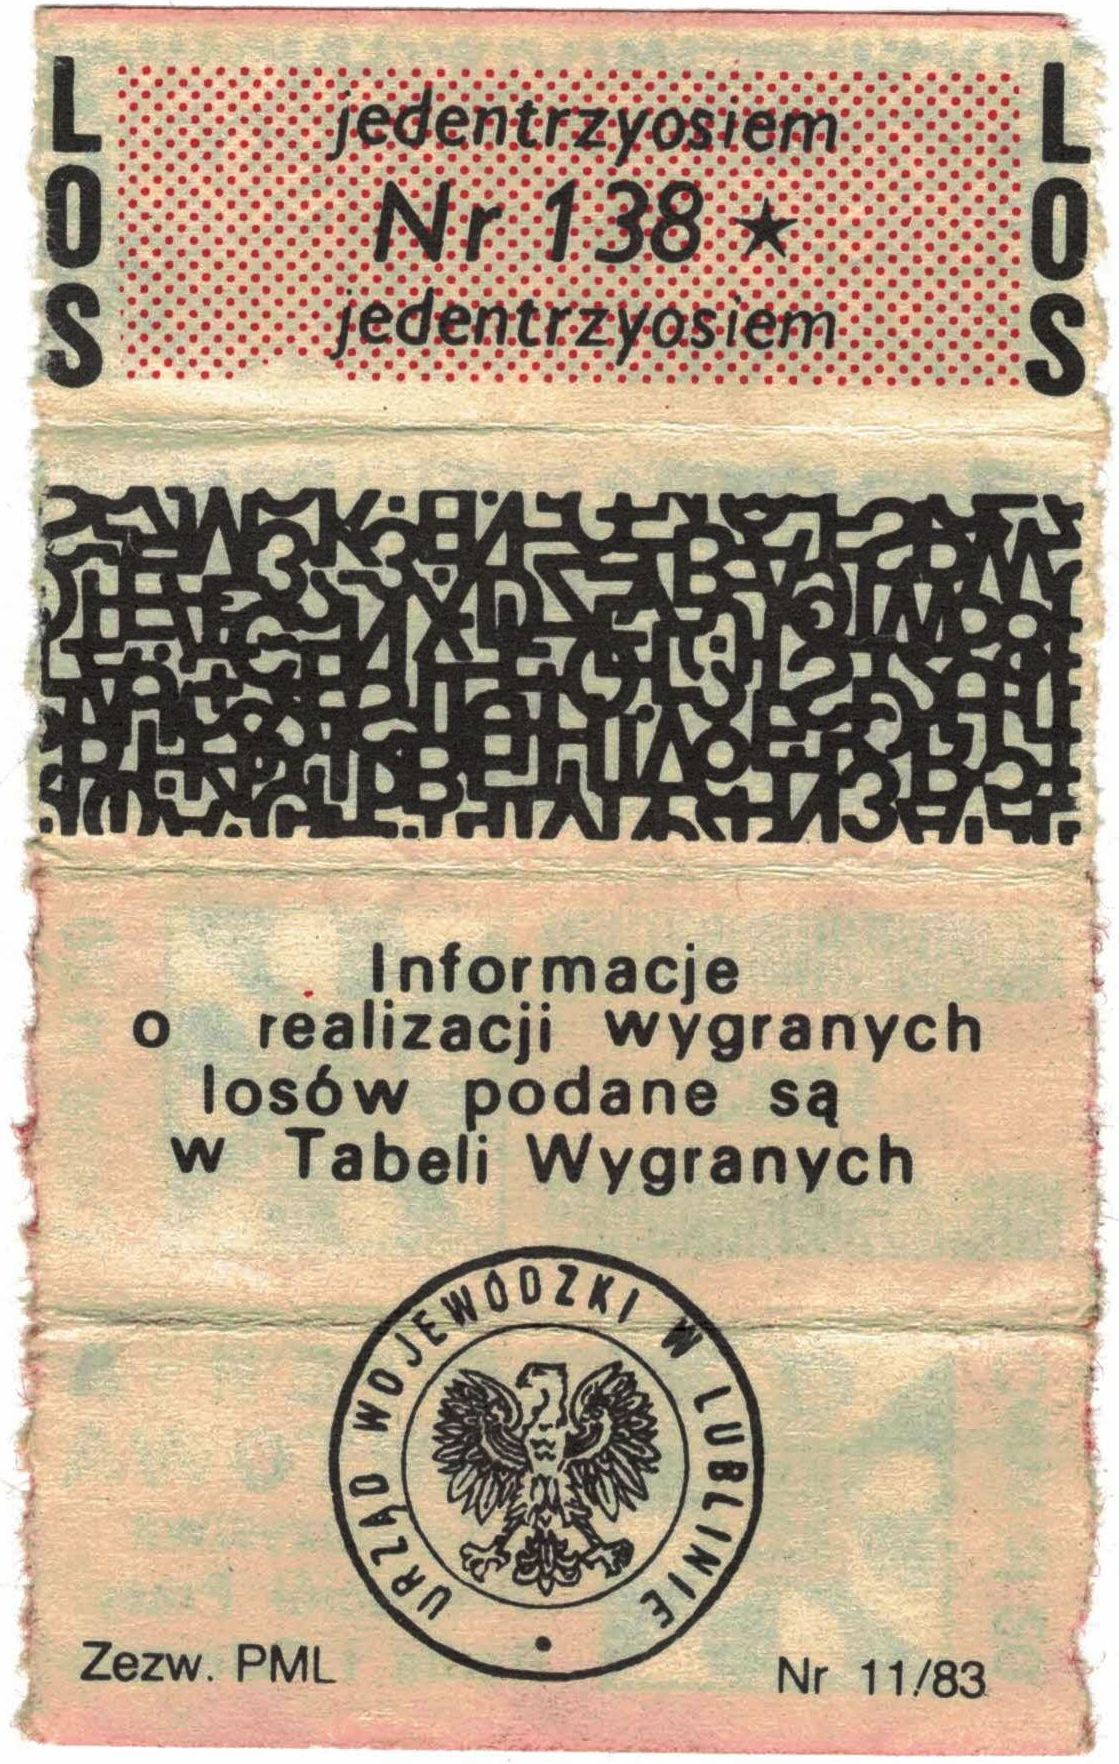 LOS
jedentrzyosiem
Nr 138 ★
jedentrzyosiem
LOS
Informacje
o realizacji wygranych
losów podane są
w Tabeli Wygranych
URZĄD WOJEWÓDZKI W LUBLINIE
Zezw. PML
Nr 11/83